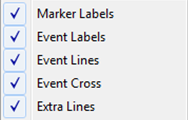 Marker Labels
Event Labels
Event Lines
Event Cross
Extra Lines